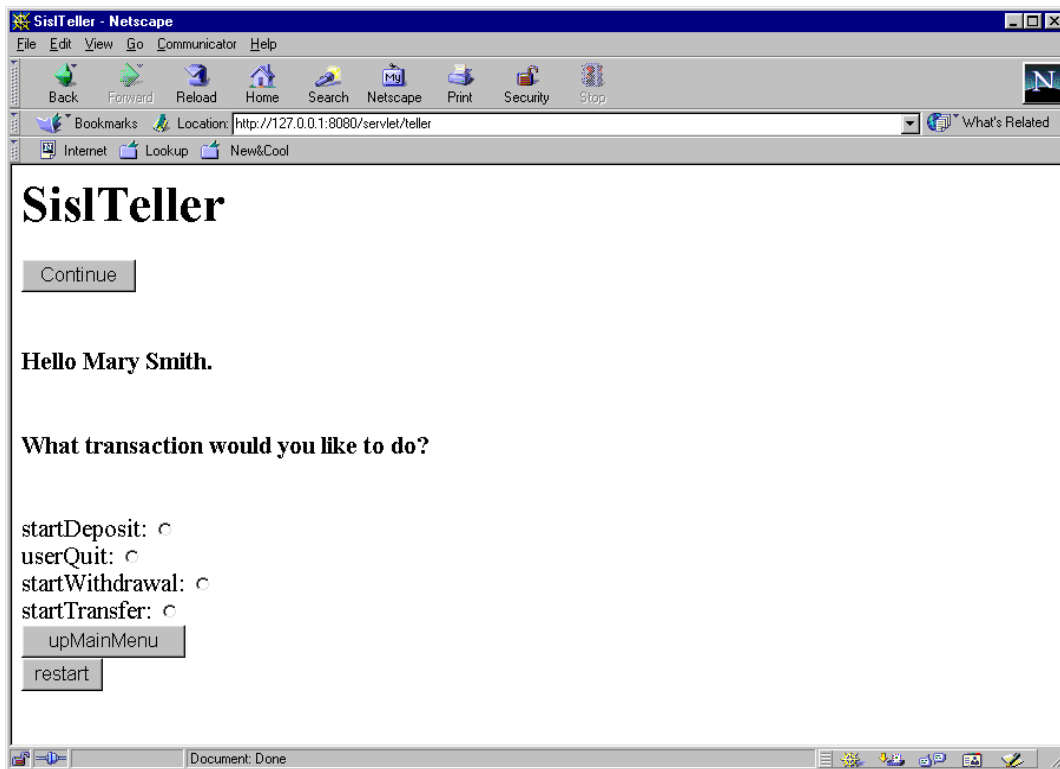 SislTeller - Netscape
File Edit View Go Communicator Help
Back Forward Reload Home Search Netscape Print Security Stop
My
N
Bookmarks Location: http://127.0.0.1:8080/servlet/teller What's Related
Internet Lookup New&Cool
SislTeller
Continue
Hello Mary Smith.
What transaction would you like to do?
startDeposit:
userQuit:
startWithdrawal:
startTransfer:
upMainMenu
restart
Document: Done